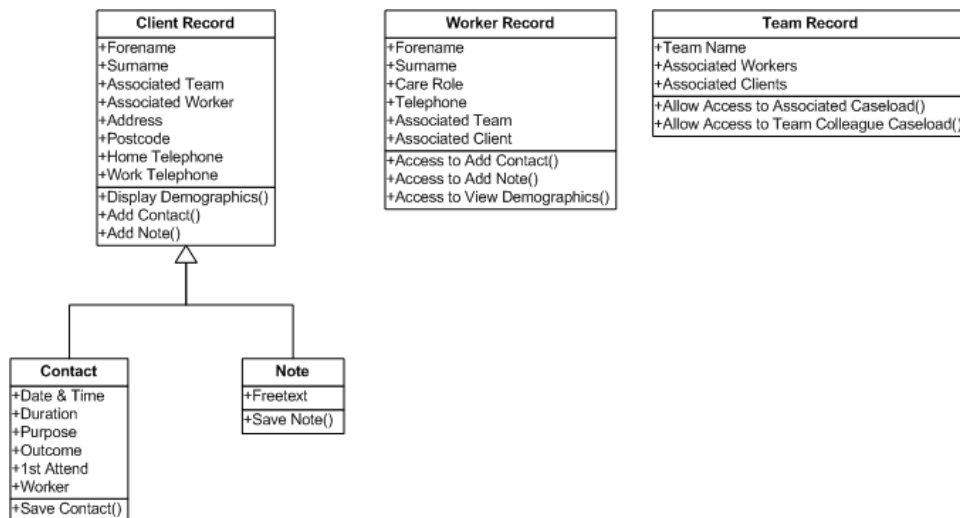 Client Record
+Forename
+Surname
+Associated Team
+Associated Worker
+Address
+Postcode
+Home Telephone
+Work Telephone
+Display Demographics()
+Add Contact()
+Add Note()
Worker Record
+Forename
+Surname
+Care Role
+Telephone
+Associated Team
+Associated Client
+Access to Add Contact()
+Access to Add Note()
+Access to View Demographics()
Team Record
+Team Name
+Associated Workers
+Associated Clients
+Allow Access to Associated Caseload()
+Allow Access to Team Colleague Caseload()
Contact
+Date & Time
+Duration
+Purpose
+Outcome
+1st Attend
+Worker
+Save Contact()
Note
+Freetext
+Save Note()